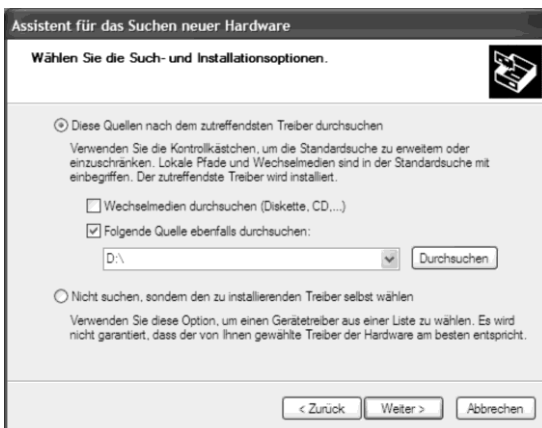 Assistent für das Suchen neuer Hardware
Wählen Sie die Such- und Installationsoptionen.
Diese Quellen nach dem zutreffendsten Treiber durchsuchen
Verwenden Sie die Kontrollkästchen, um die Standardsuche zu erweitern oder
einzuschränken. Lokale Pfade und Wechselmedien sind in der Standardsuche mit
einbegriffen. Der zutreffendste Treiber wird installiert.
Wechselmedien durchsuchen (Diskette, CD,...)
Folgende Quelle ebenfalls durchsuchen:
D:\ Durchsuchen
Nicht suchen, sondern den zu installierenden Treiber selbst wählen
Verwenden Sie diese Option, um einen Gerätetreiber aus einer Liste zu wählen. Es wird
nicht garantiert, dass der von Ihnen gewählte Treiber der Hardware am besten entspricht.
< Zurück Weiter > Abbrechen